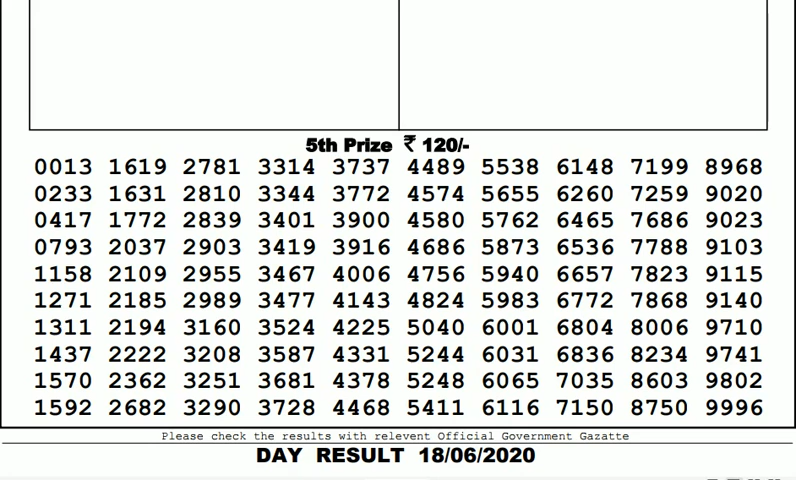 5th Prize ₹ 120/-
0013 1619 2781 3314 3737 4489 5538 6148 7199 8968
0233 1631 2810 3344 3772 4574 5655 6260 7259 9020
0417 1772 2839 3401 3900 4580 5762 6465 7686 9023
0793 2037 2903 3419 3916 4686 5873 6536 7788 9103
1158 2109 2955 3467 4006 4756 5940 6657 7823 9115
1271 2185 2989 3477 4143 4824 5983 6772 7868 9140
1311 2194 3160 3524 4225 5040 6001 6804 8006 9710
1437 2222 3208 3587 4331 5244 6031 6836 8234 9741
1570 2362 3251 3681 4378 5248 6065 7035 8603 9802
1592 2682 3290 3728 4468 5411 6116 7150 8750 9996
Please check the results with relevent Official Government Gazatte
DAY RESULT 18/06/2020